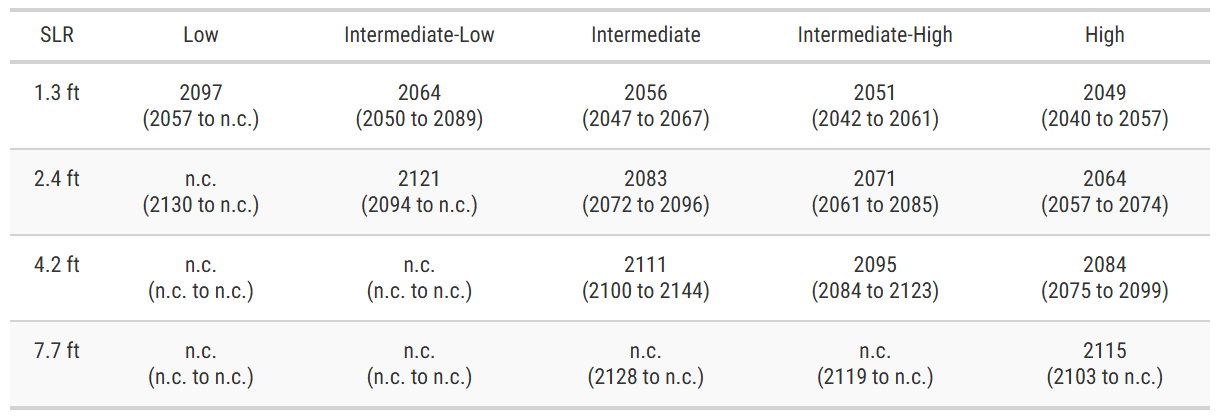 SLR Low Intermediate-Low Intermediate Intermediate-High High
1.3 ft 2097 2064 2056 2051 2049
(2057 to n.c.) (2050 to 2089) (2047 to 2067) (2042 to 2061) (2040 to 2057)
2.4 ft n.c. 2121 2083 2071 2064
(2130 to n.c.) (2094 to n.c.) (2072 to 2096) (2061 to 2085) (2057 to 2074)
4.2 ft n.c. n.c. 2111 2095 2084
(n.c. to n.c.) (n.c. to n.c.) (2100 to 2144) (2084 to 2123) (2075 to 2099)
7.7 ft n.c. n.c. n.c. n.c. 2115
(n.c. to n.c.) (n.c. to n.c.) (2128 to n.c.) (2119 to n.c.) (2103 to n.c.)